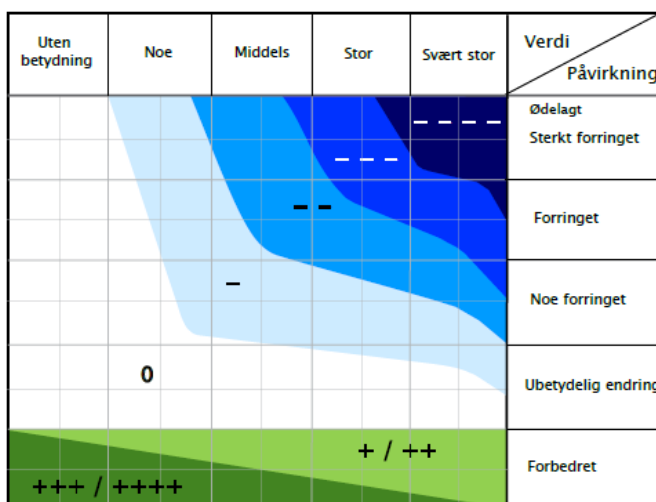 Uten
betydning
Noe
Middels
Stor
Svært stor
Verdi
Påvirkning
Ødelagt
Sterkt forringet
Forringet
Noe forringet
Ubetydelig endring
Forbedret
– – – –
– – –
– –
–
0
+ / ++
+++ / ++++